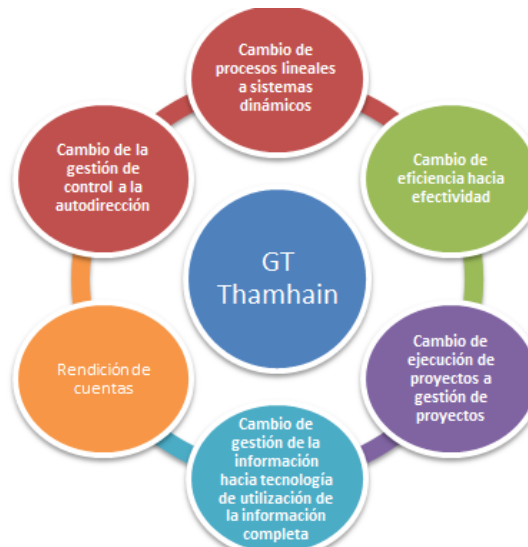 Cambio de
procesos lineales
a sistemas
dinámicos
Cambio de
eficiencia hacia
efectividad
Cambio de
ejecución de
proyectos a
gestión de
proyectos
Cambio de
gestión de la
información
hacia tecnología
de utilización de
la información
completa
Rendición de
cuentas
Cambio de la
gestión de
control a la
autodirección
GT
Thamhain